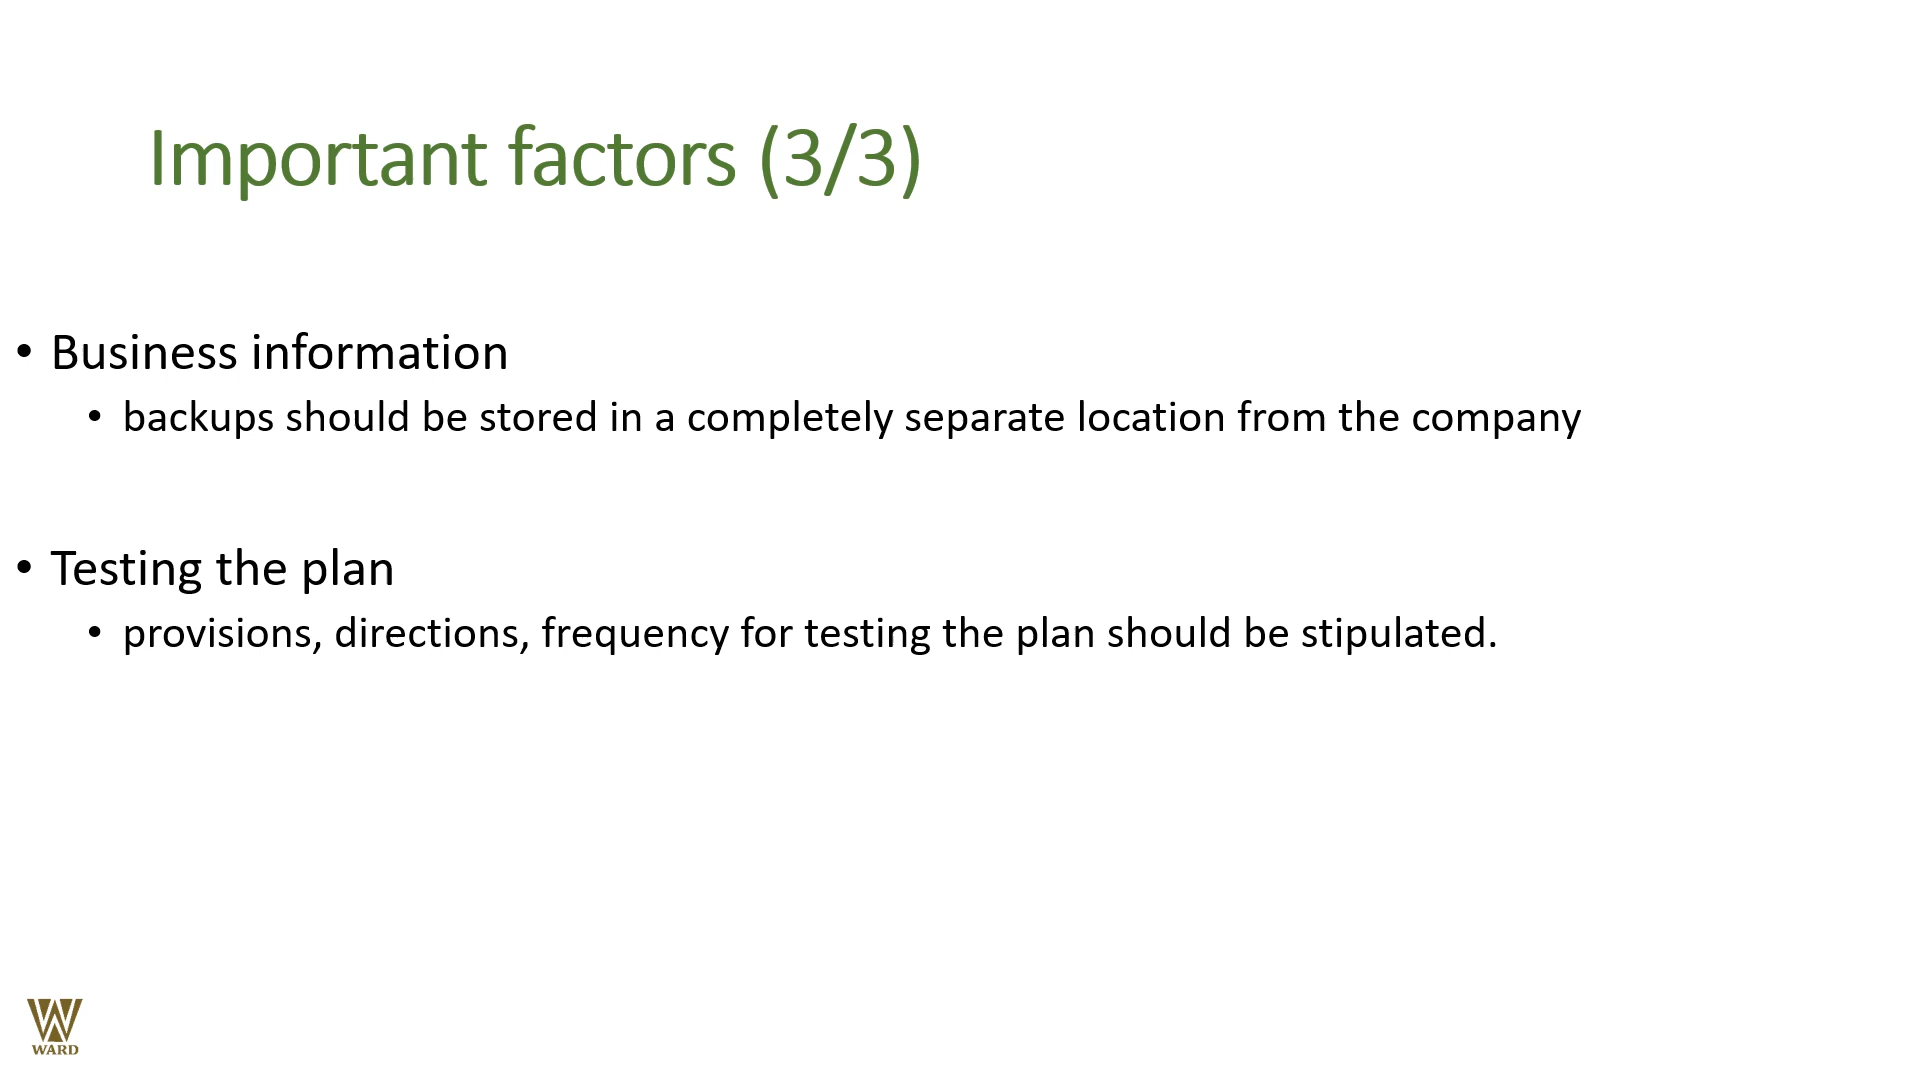 Important factors (3/3)
• Business information
• backups should be stored in a completely separate location from the company
• Testing the plan
• provisions, directions, frequency for testing the plan should be stipulated.
WARD